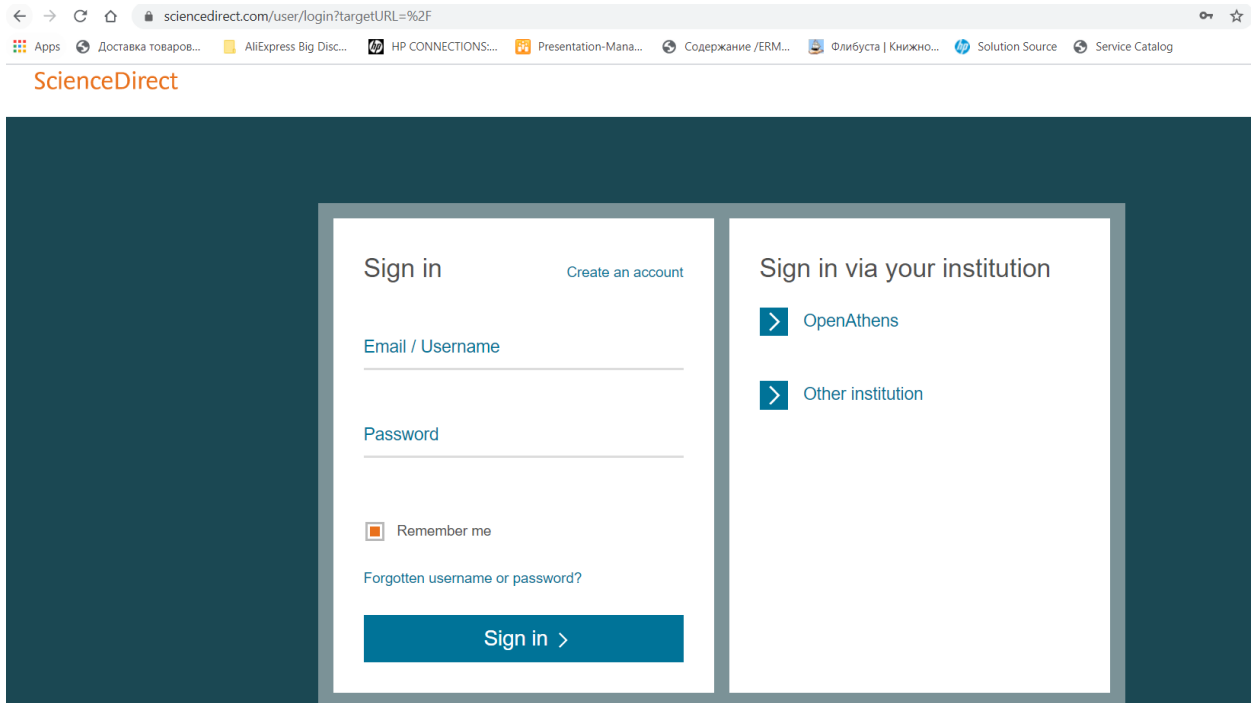 sciencedirect.com/user/login?targetURL=%2F
Apps Доставка товаров... AliExpress Big Disc... HP CONNECTIONS:... Presentation-Mana... Содержание /ERM... Флибуста | Книжно... Solution Source Service Catalog
ScienceDirect
Sign in
Create an account
Email / Username
Password
Remember me
Forgotten username or password?
Sign in
Sign in via your institution
OpenAthens
Other institution